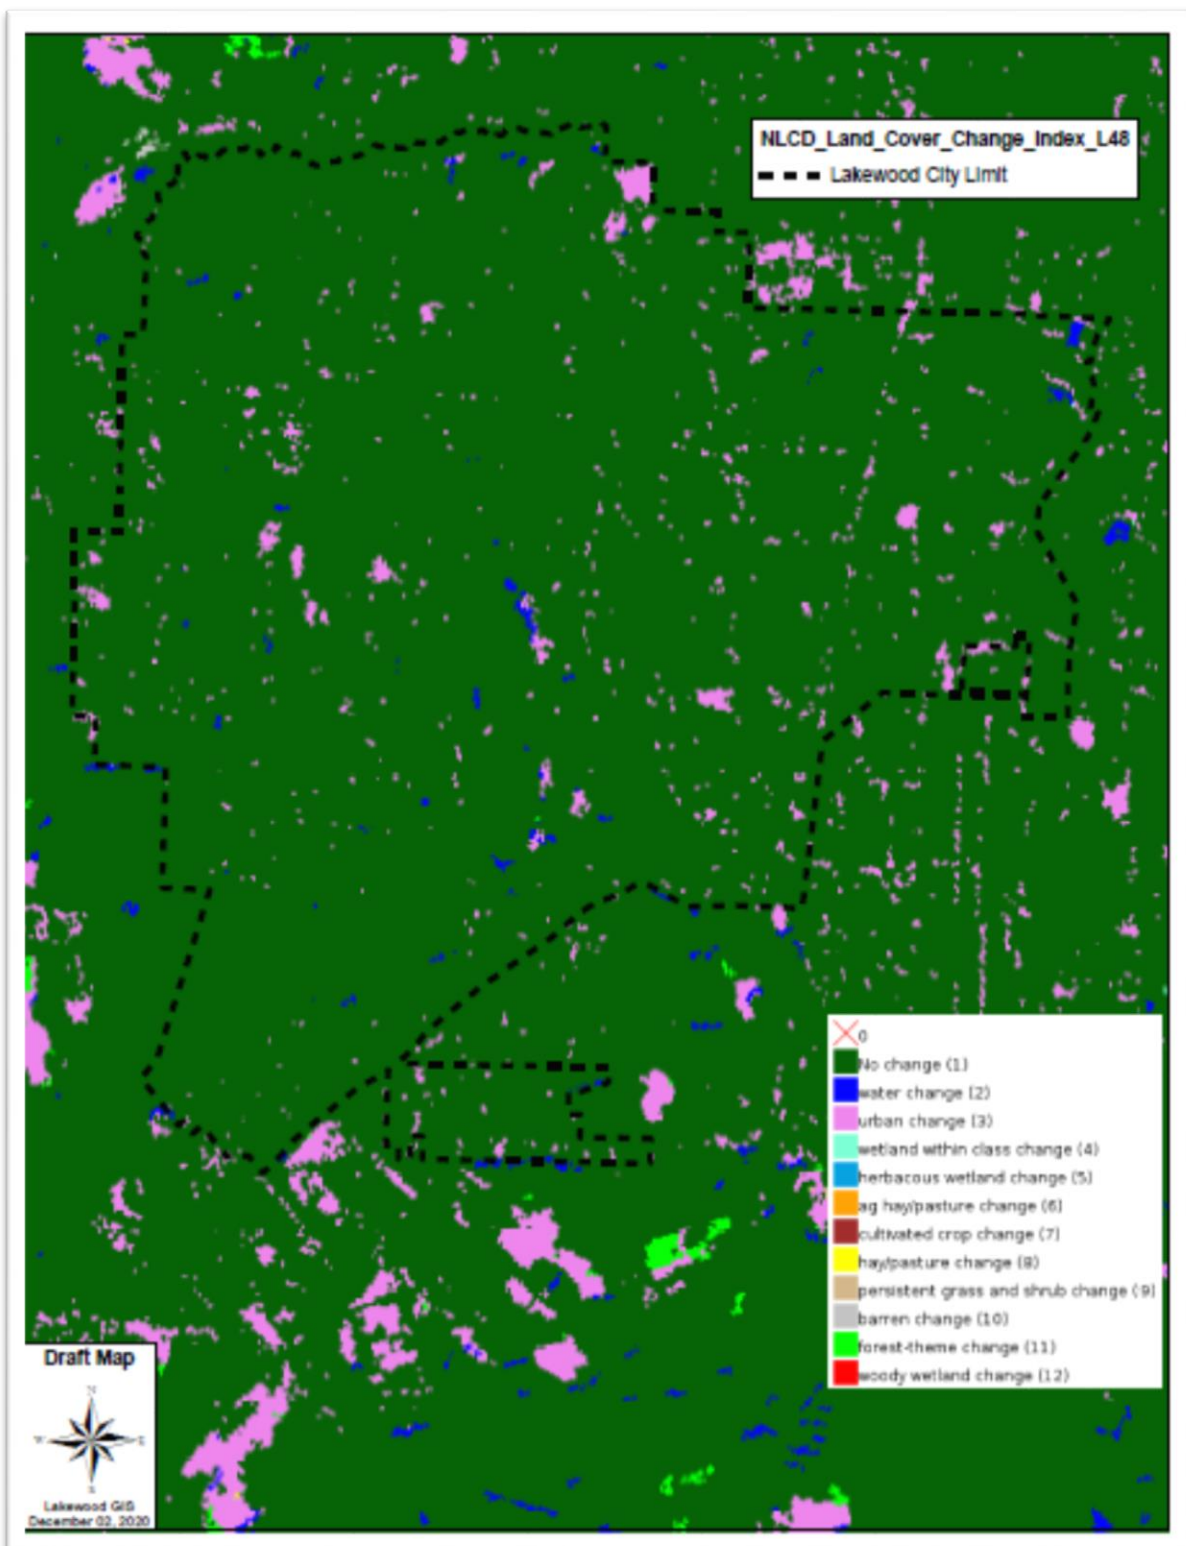 NLCD_Land_Cover_Change_Index_L48
Lakewood City Limit
0
No change (1)
water change (2)
urban change (3)
wetland within class change (4)
herbacous wetland change (5)
ag hay/pasture change (6)
cultivated crop change (7)
hay/pasture change (8)
persistent grass and shrub change (9)
barren change (10)
forest-theme change (11)
woody wetland change (12)
Draft Map
N
W E
S
Lakewood GIS
December 02, 2020